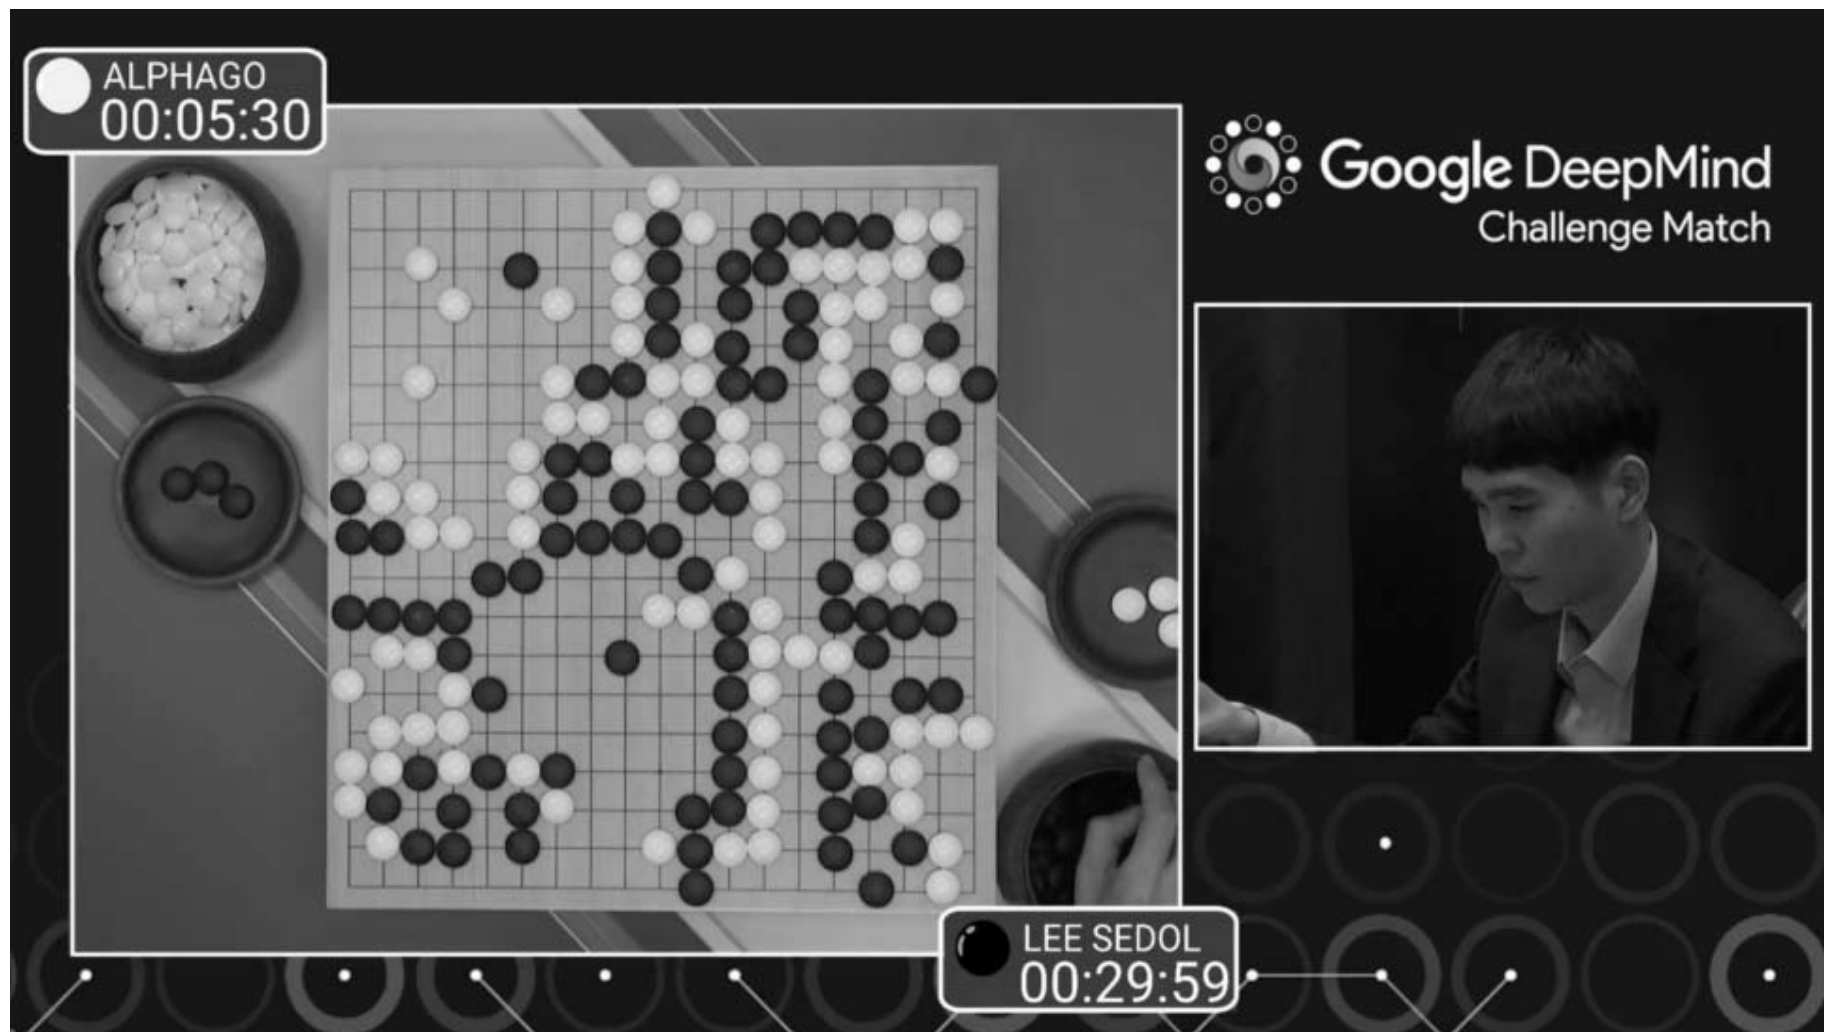 ALPHAGO
00:05:30
Google DeepMind
Challenge Match
LEE SEDOL
00:29:59